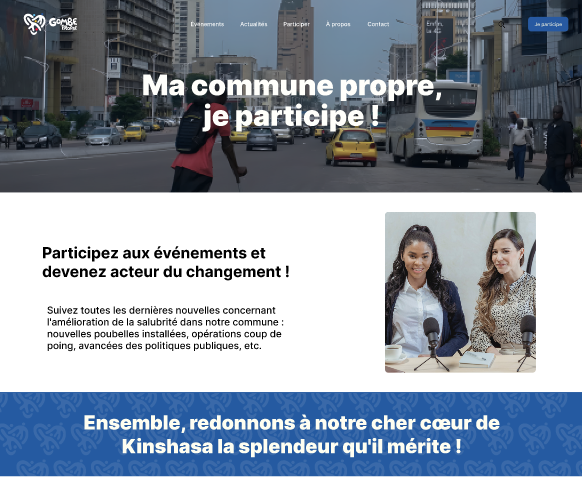 GOMBE
PROPRE
Événements
Actualités
Participer
À propos
Contact
Je participe
Ma commune propre,
je participe !
Participez aux événements et
devenez acteur du changement !
Suivez toutes les dernières nouvelles concernant
l'amélioration de la salubrité dans notre commune :
nouvelles poubelles installées, opérations coup de
poing, avancées des politiques publiques, etc.
Ensemble, redonnons à notre cher cœur de
Kinshasa la splendeur qu'il mérite !